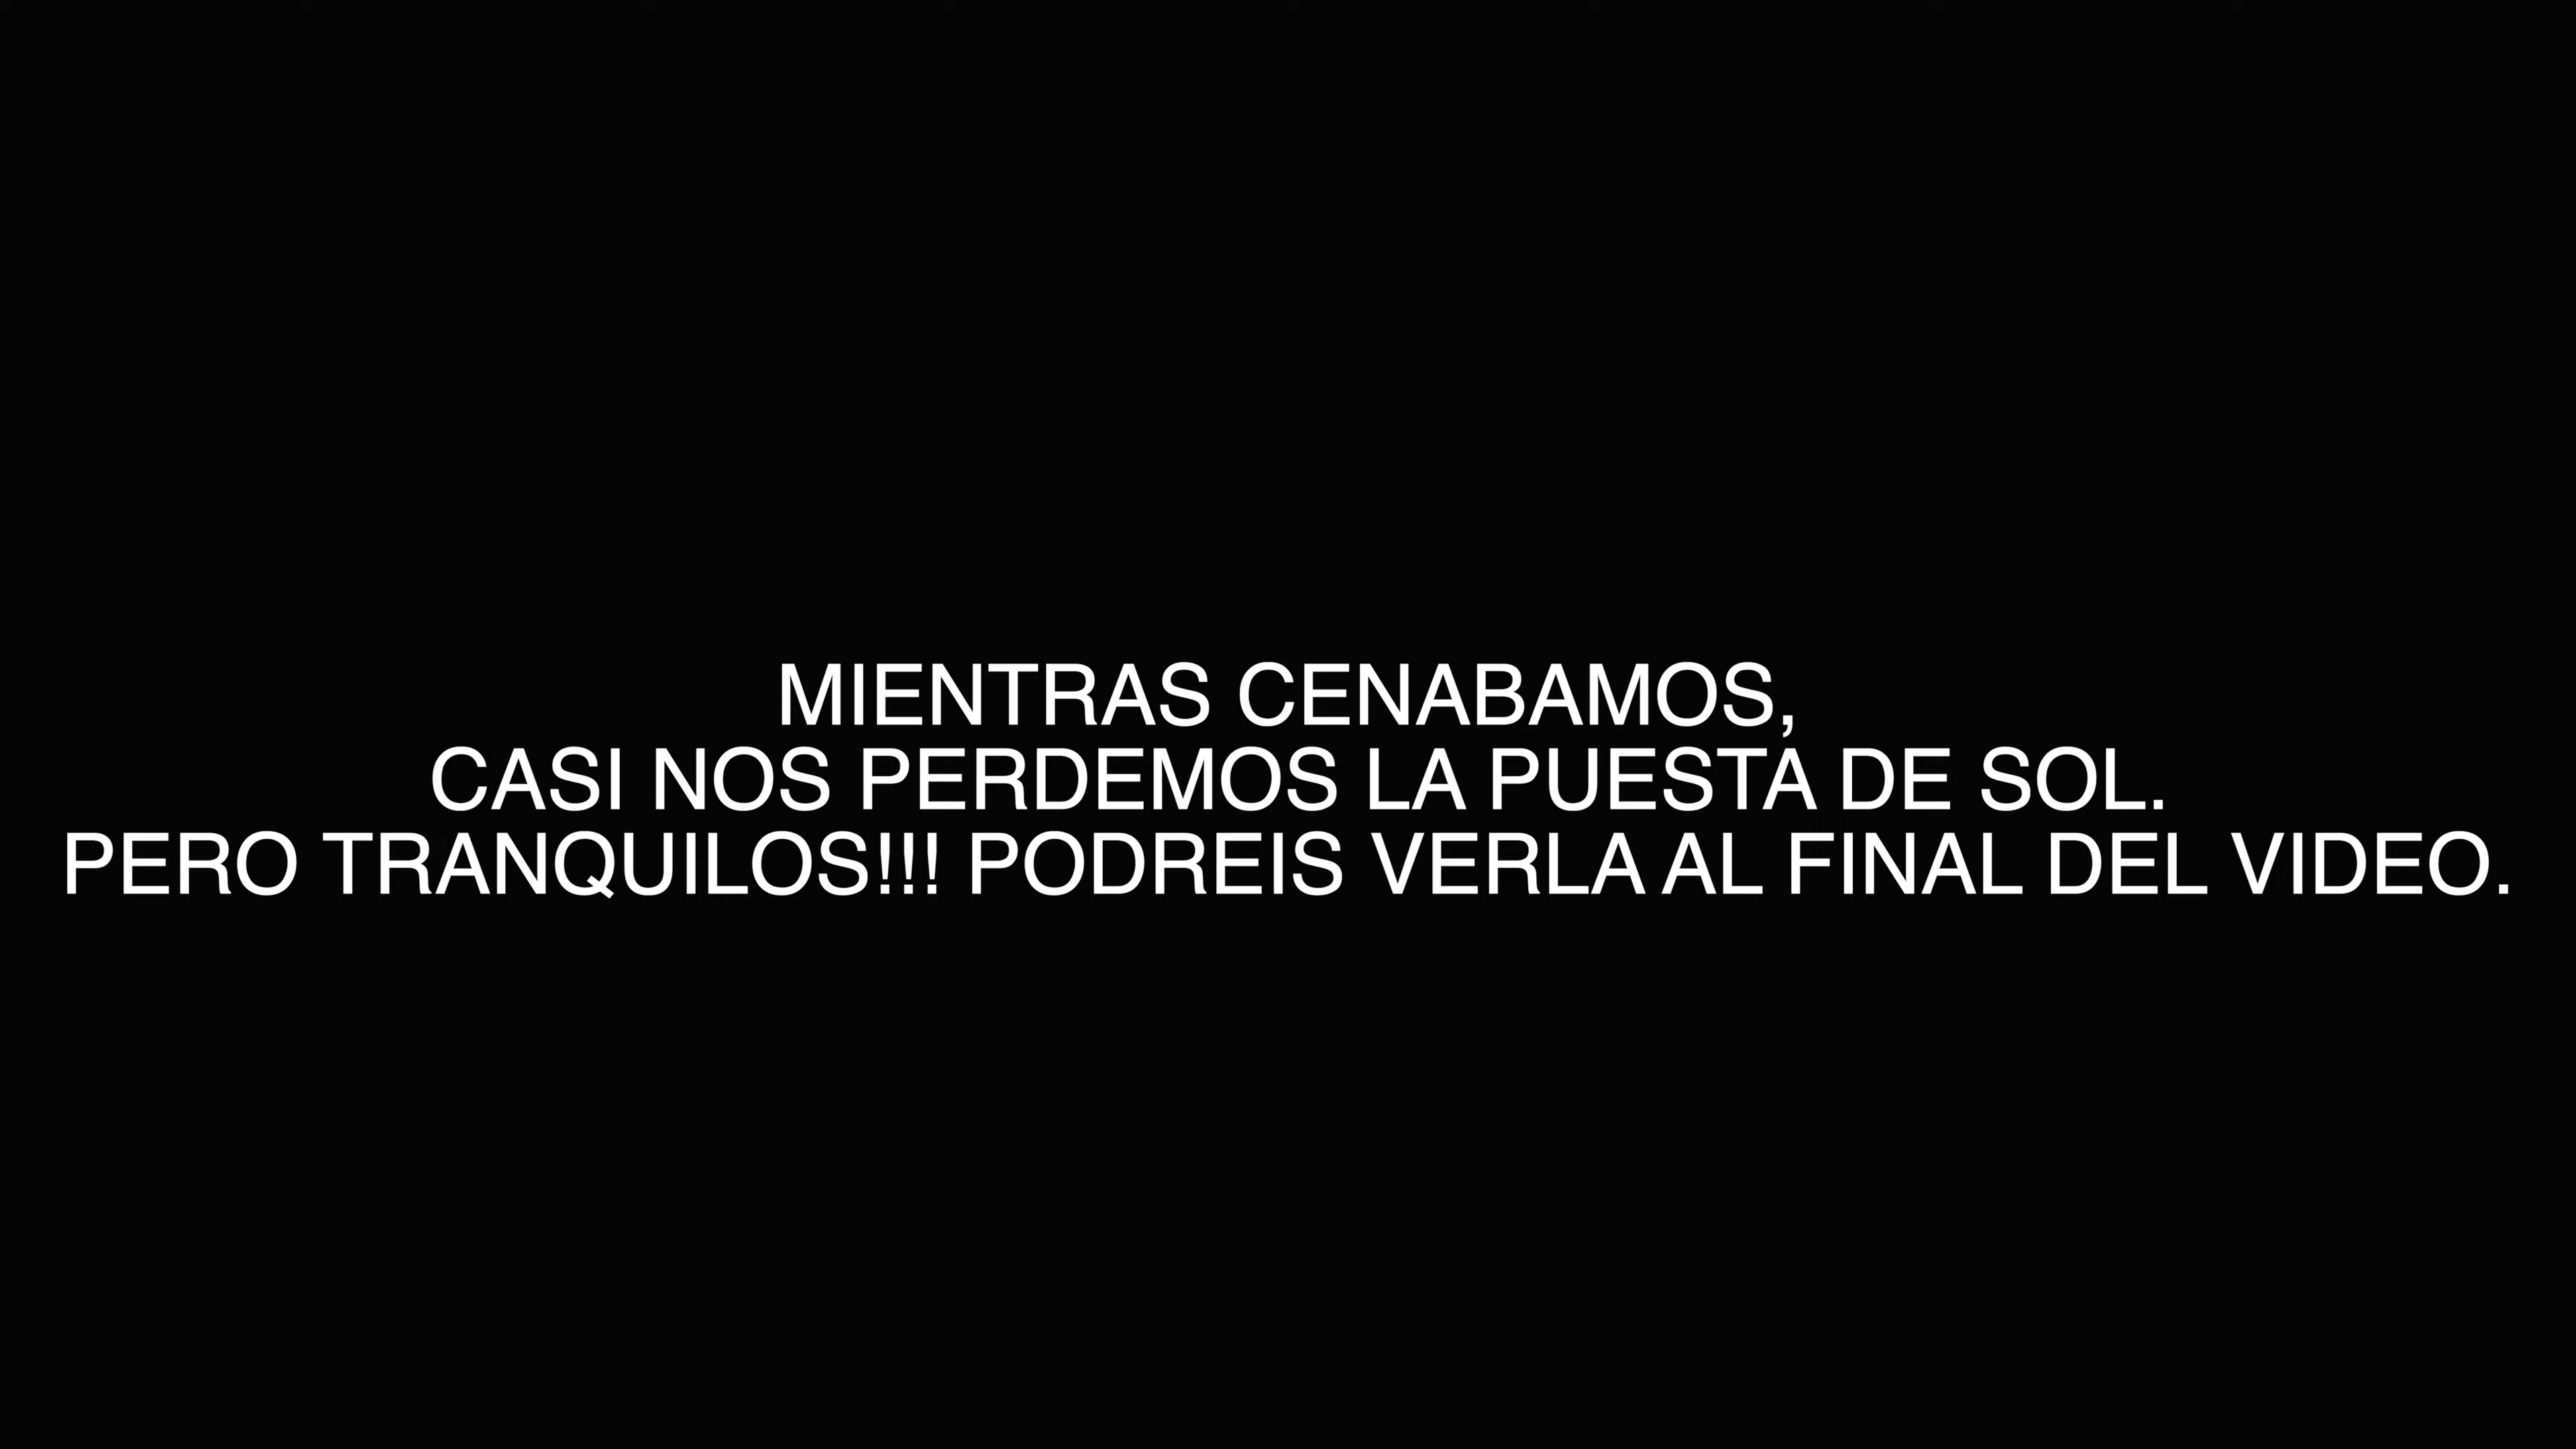 MIENTRAS CENABAMOS,
CASI NOS PERDEMOS LA PUESTA DE SOL.
PERO TRANQUILOS!!! PODREIS VERLA AL FINAL DEL VIDEO.